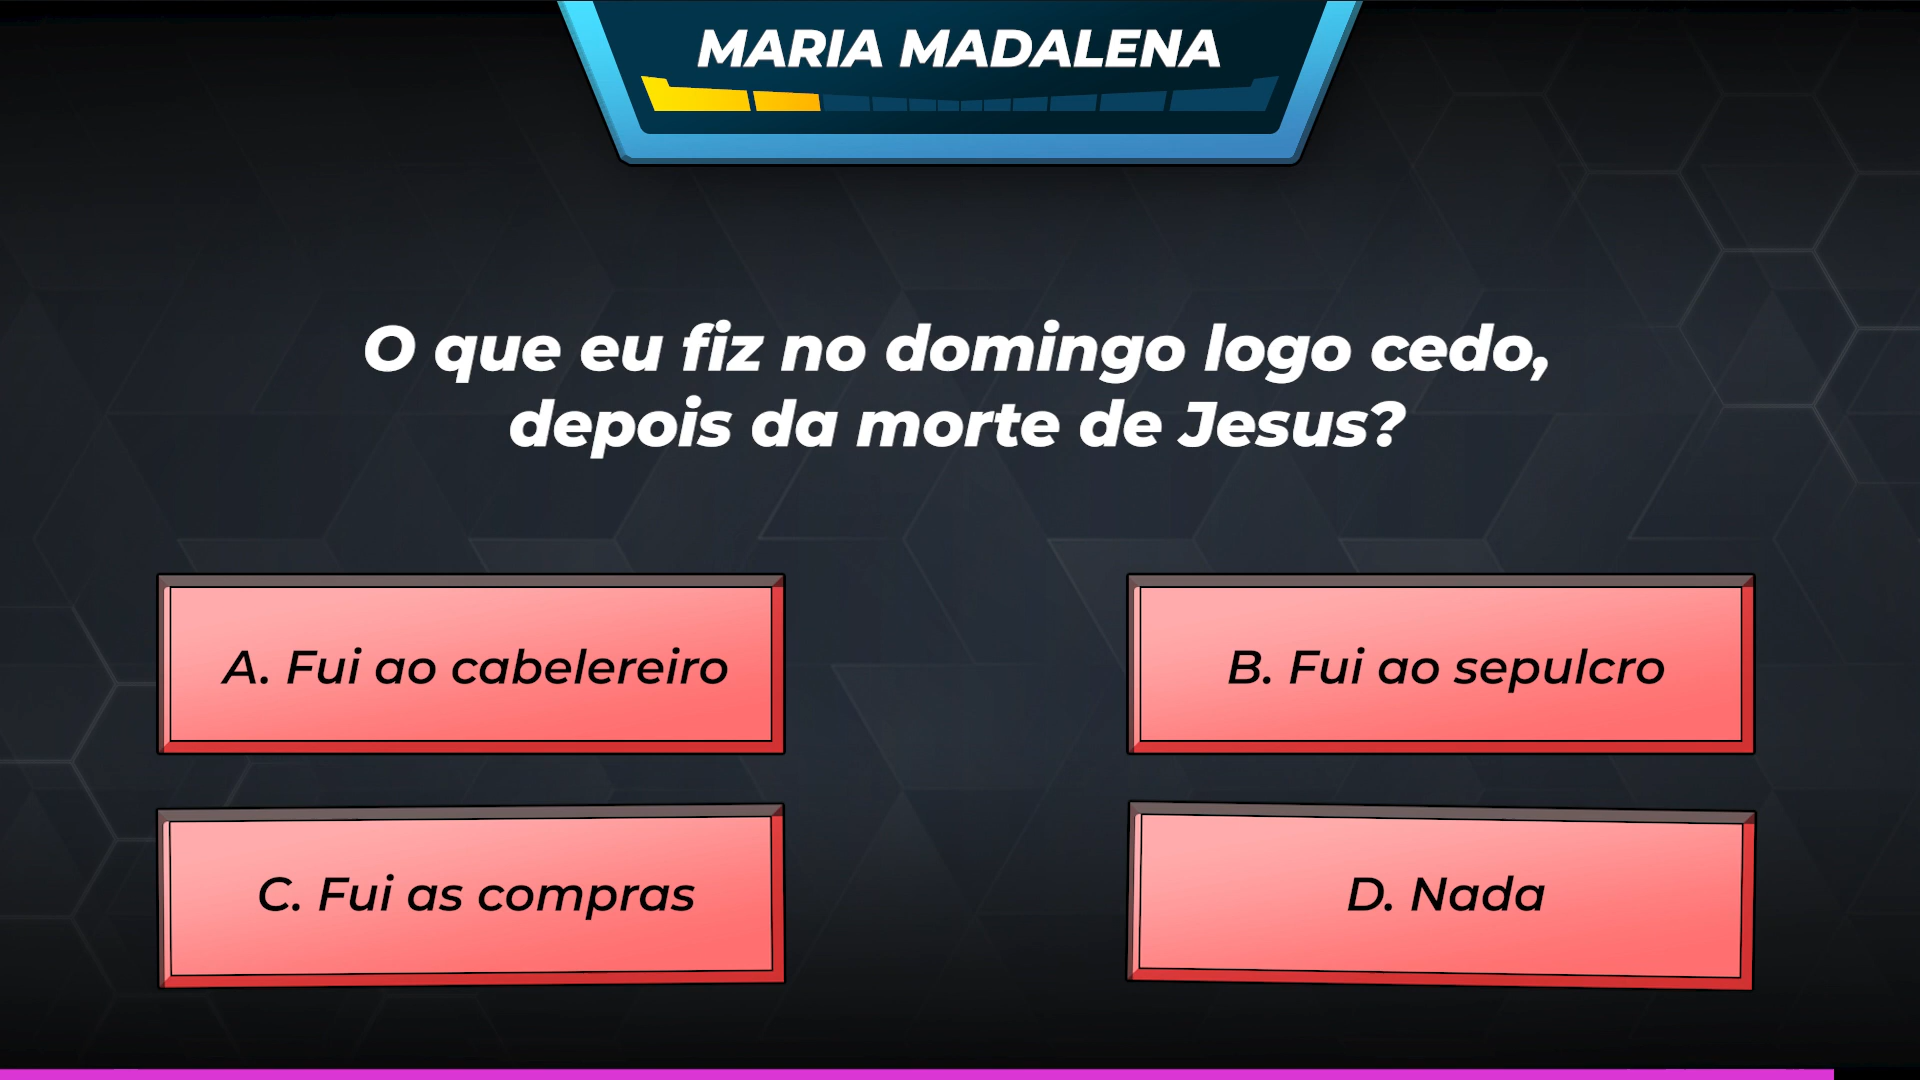 MARIA MADALENA
O que eu fiz no domingo logo cedo,
depois da morte de Jesus?
A. Fui ao cabelereiro
B. Fui ao sepulcro
C. Fui as compras
D. Nada